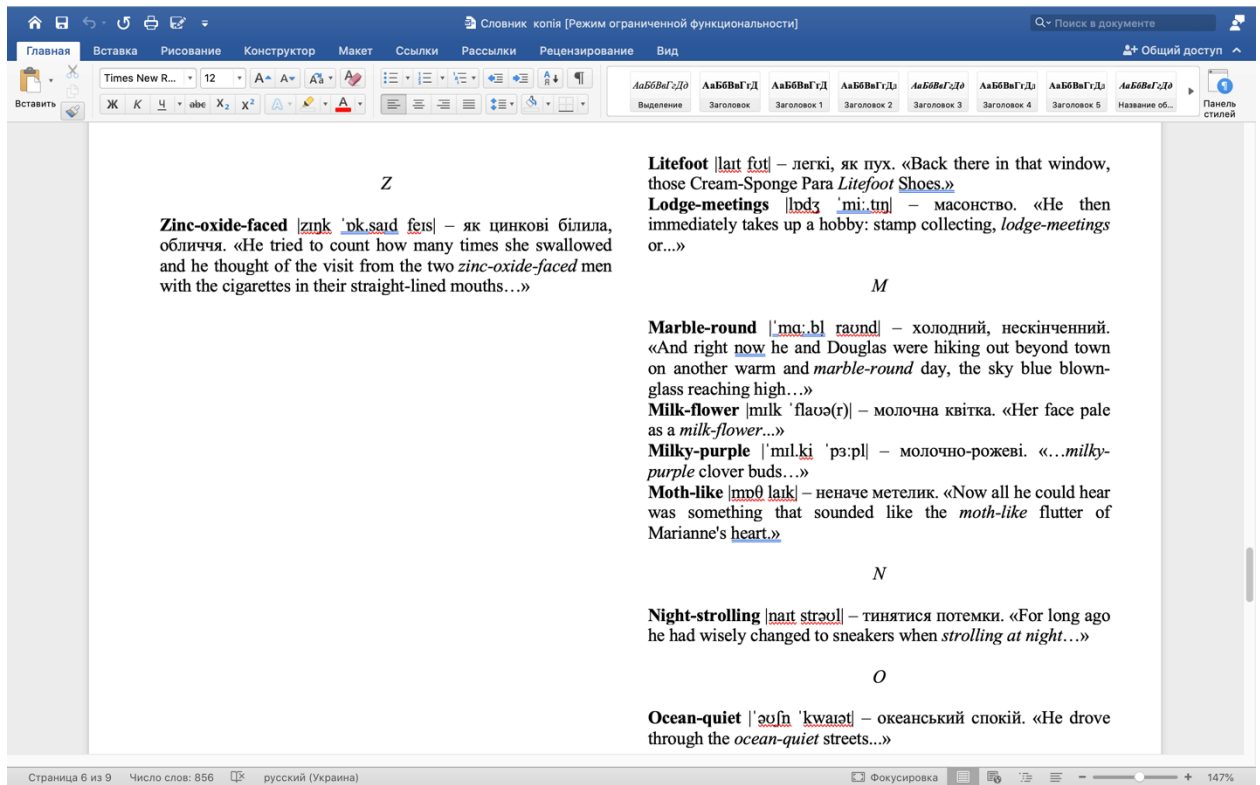 Словник копія [Режим ограниченной функциональности]
Поиск в документе
Главная Вставка Рисование Конструктор Макет Ссылки Рассылки Рецензирование Вид
Общий доступ
Вставить
Times New R... 12
Ж К Ч abc X₂ X²
АаБбВвГгДд АаБбВвГгД АаБбВвГгД АаБбВвГгДд АаБбВвГгДд АаБбВвГгДд АаБбВвГгДд АаБбВвГгДд
Выделение Заголовок Заголовок 1 Заголовок 2 Заголовок 3 Заголовок 4 Заголовок 5 Название об...
Панель
стилей
Z
Zinc-oxide-faced |zɪŋk ˈɒk.saɪd feɪs| – як цинкові білила,
обличчя. «He tried to count how many times she swallowed
and he thought of the visit from the two zinc-oxide-faced men
with the cigarettes in their straight-lined mouths…»
Litefoot |laɪt fʊt| – легкі, як пух. «Back there in that window,
those Cream-Sponge Para Litefoot Shoes.»
Lodge-meetings |lɒdʒ ˈmiː.tɪŋ| – масонство. «He then
immediately takes up a hobby: stamp collecting, lodge-meetings
or...»
M
Marble-round |ˈmɑː.bl raʊnd| – холодний, нескінченний.
«And right now he and Douglas were hiking out beyond town
on another warm and marble-round day, the sky blue blown-
glass reaching high…»
Milk-flower |mɪlk ˈflaʊə(r)| – молочна квітка. «Her face pale
as a milk-flower...»
Milky-purple |ˈmɪl.ki ˈpɜːpl| – молочно-рожеві. «…milky-
purple clover buds…»
Moth-like |mɒθ laɪk| – неначе метелик. «Now all he could hear
was something that sounded like the moth-like flutter of
Marianne's heart.»
N
Night-strolling |naɪt strəʊl| – тинятися потемки. «For long ago
he had wisely changed to sneakers when strolling at night…»
O
Ocean-quiet |ˈəʊʃn ˈkwaɪət| – океанський спокій. «He drove
through the ocean-quiet streets...»
Страница 6 из 9 Число слов: 856 русский (Украина) Фокусировка 147%